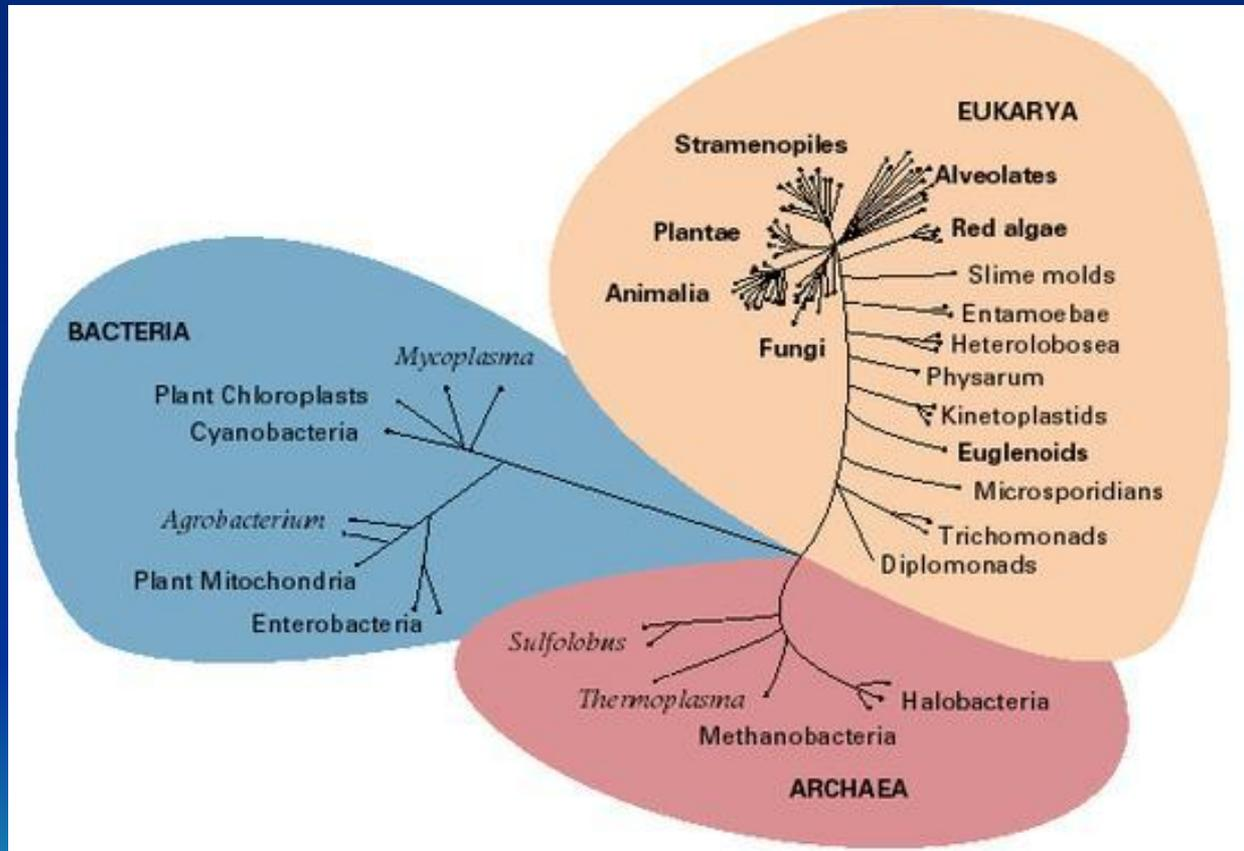 EUKARYA
Stramenopiles
Alveolates
Plantae
Red algae
Slime molds
Animalia
Entamoebae
Heterolobosea
Fungi
Physarum
Kinetoplastids
Euglenoids
Microsporidians
Trichomonads
Diplomonads
BACTERIA
Mycoplasma
Plant Chloroplasts
Cyanobacteria
Agrobacterium
Plant Mitochondria
Enterobacteria
Sulfolobus
Thermoplasma
Halobacteria
Methanobacteria
ARCHAEA